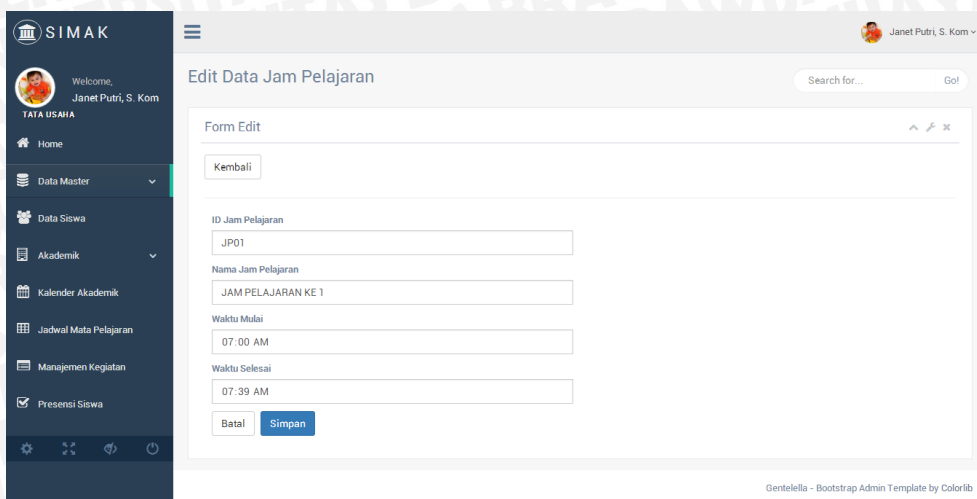 SIMAK
Janet Putri, S. Kom
Welcome,
Janet Putri, S. Kom
TATA USAHA
Home
Data Master
Data Siswa
Akademik
Kalender Akademik
Jadwal Mata Pelajaran
Manajemen Kegiatan
Presensi Siswa
Edit Data Jam Pelajaran
Search for...
Go!
Form Edit
Kembali
ID Jam Pelajaran
JP01
Nama Jam Pelajaran
JAM PELAJARAN KE 1
Waktu Mulai
07:00 AM
Waktu Selesai
07:39 AM
Batal
Simpan
Gentelella - Bootstrap Admin Template by Colorlib